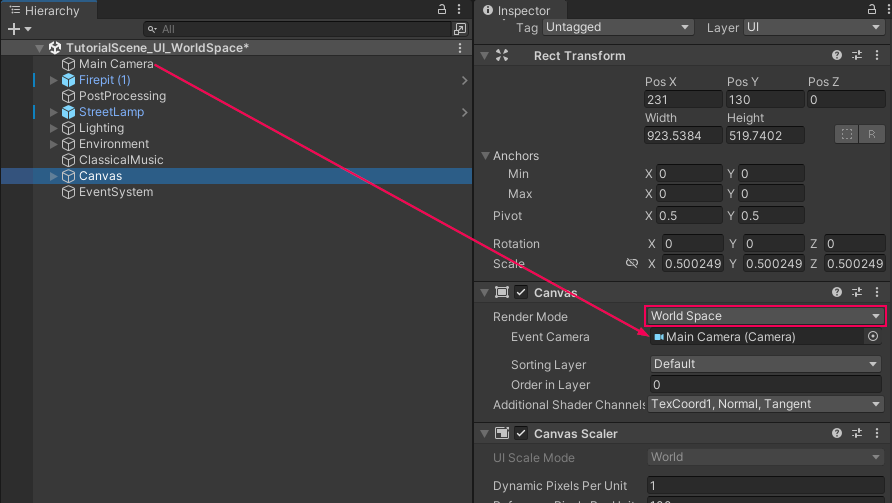 Hierarchy
All
TutorialScene_UI_WorldSpace*
Main Camera
Firepit (1)
PostProcessing
StreetLamp
Lighting
Environment
ClassicalMusic
Canvas
EventSystem
Inspector
Tag Untagged Layer UI
Rect Transform
Pos X Pos Y Pos Z
231 130 0
Width Height
923.5384 519.7402
R
Anchors
Min X 0 Y 0
Max X 0 Y 0
Pivot X 0.5 Y 0.5
Rotation X 0 Y 0 Z 0
Scale X 0.500249 Y 0.500249 Z 0.500249
Canvas
Render Mode World Space
Event Camera Main Camera (Camera)
Sorting Layer Default
Order in Layer 0
Additional Shader Channels TexCoord1, Normal, Tangent
Canvas Scaler
UI Scale Mode World
Dynamic Pixels Per Unit 1